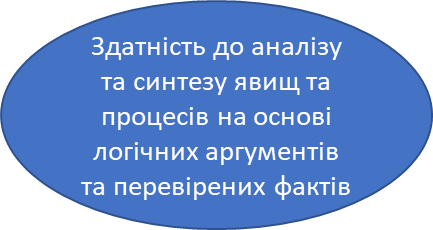 Здатність до аналізу
та синтезу явищ та
процесів на основі
логічних аргументів
та перевірених фактів